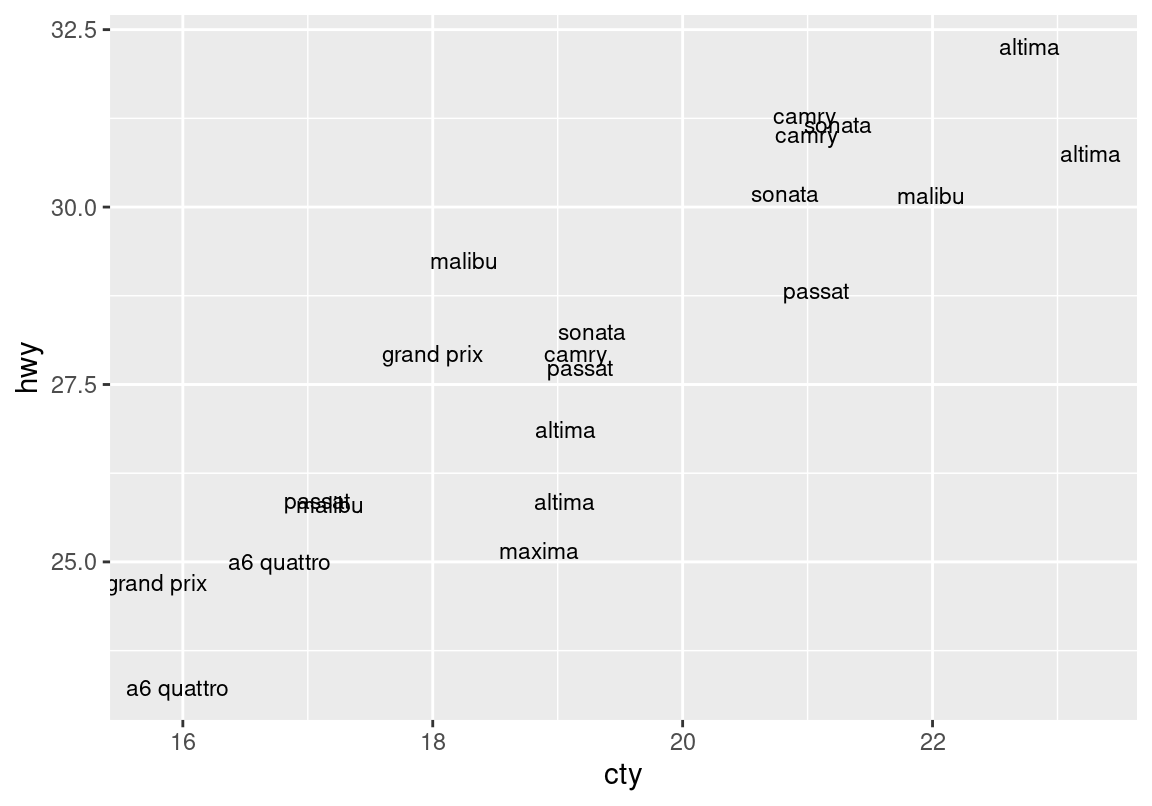 32.5
altima
camry
sonata
camry
altima
sonata
malibu
30.0
malibu
passat
sonata
grand prix
camry
passat
27.5
altima
passat
malibu
altima
maxima
a6 quattro
25.0
grand prix
a6 quattro
hwy
16
18
20
22
cty